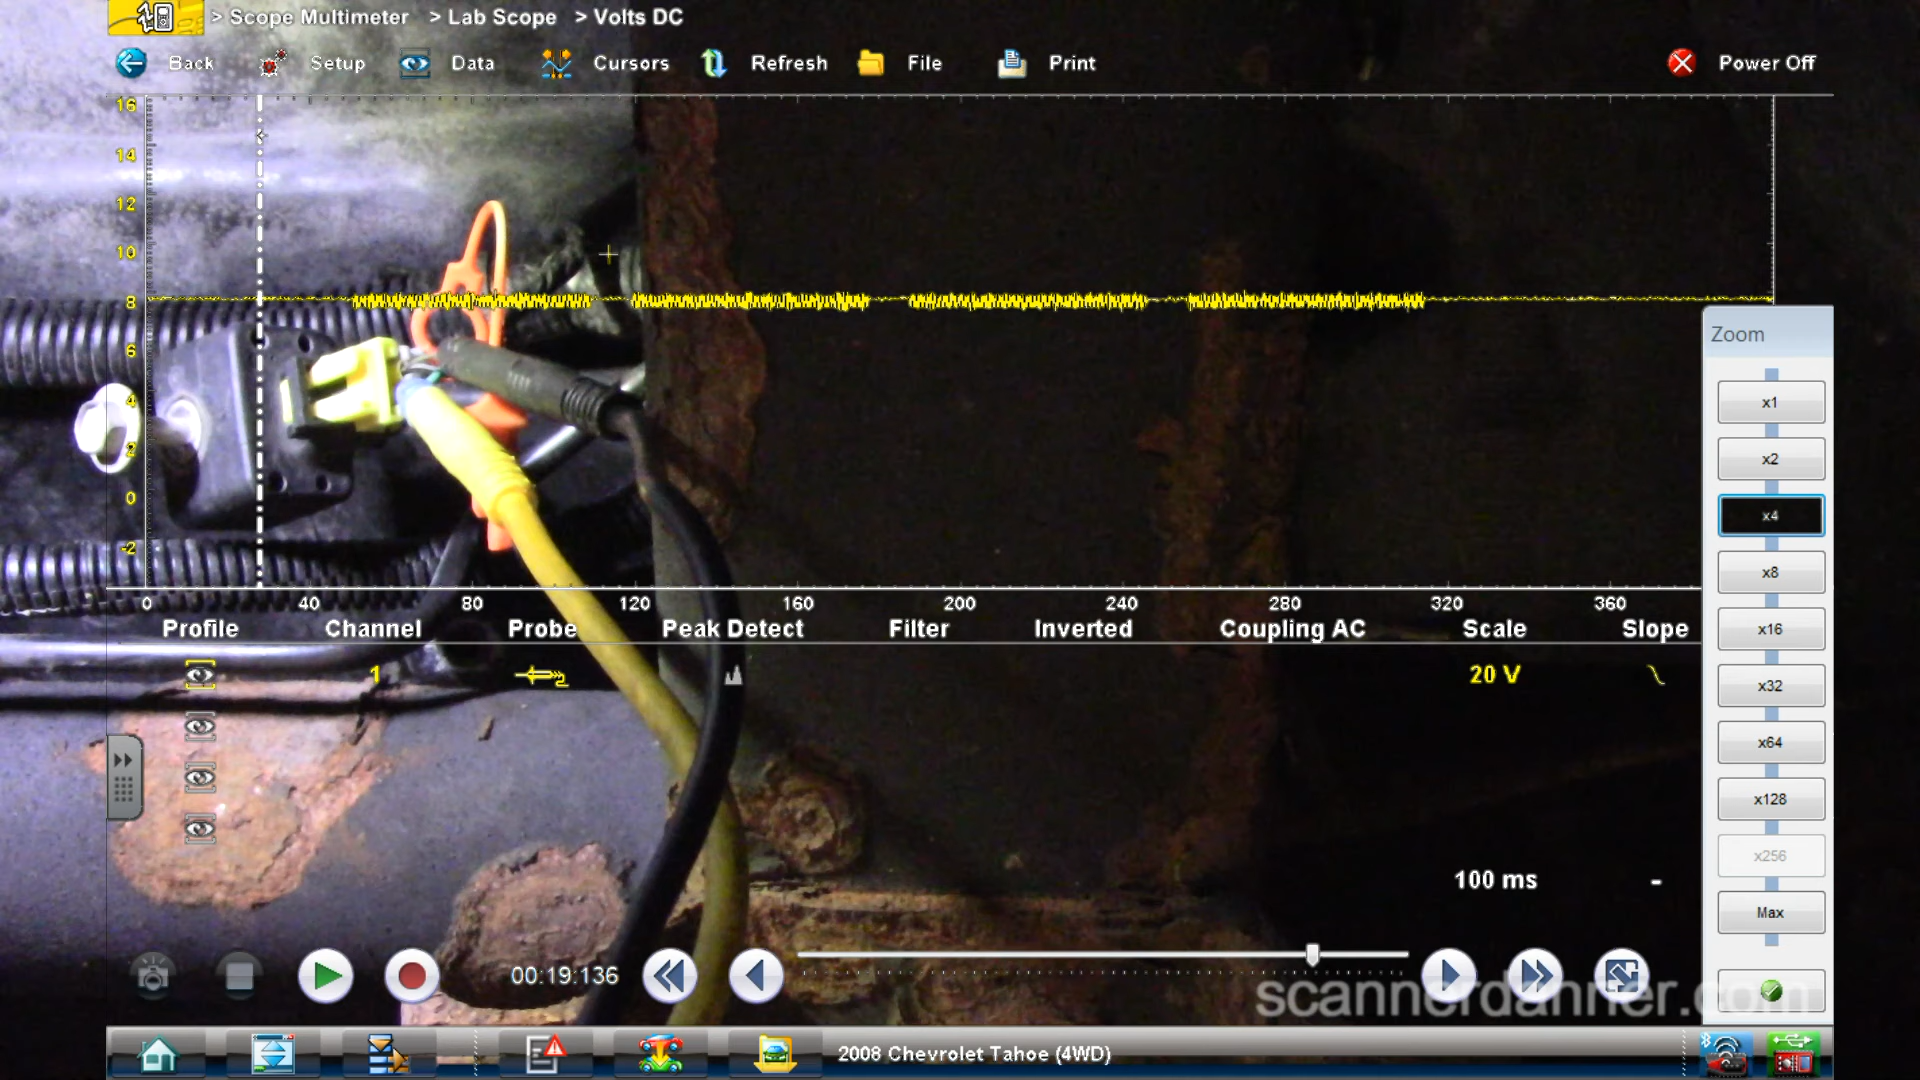 > Scope Multimeter > Lab Scope > Volts DC
Back Setup Data Cursors Refresh File Print Power Off
16
14
12
10
8
6
4
2
0
-2
0 40 80 120 160 200 240 280 320 360
Profile Channel Probe Peak Detect Filter Inverted Coupling AC Scale Slope
1 20 V
100 ms -
Zoom
x1
x2
x4
x8
x16
x32
x64
x128
x256
Max
00:19:136
scannerdanner.com
2008 Chevrolet Tahoe (4WD)